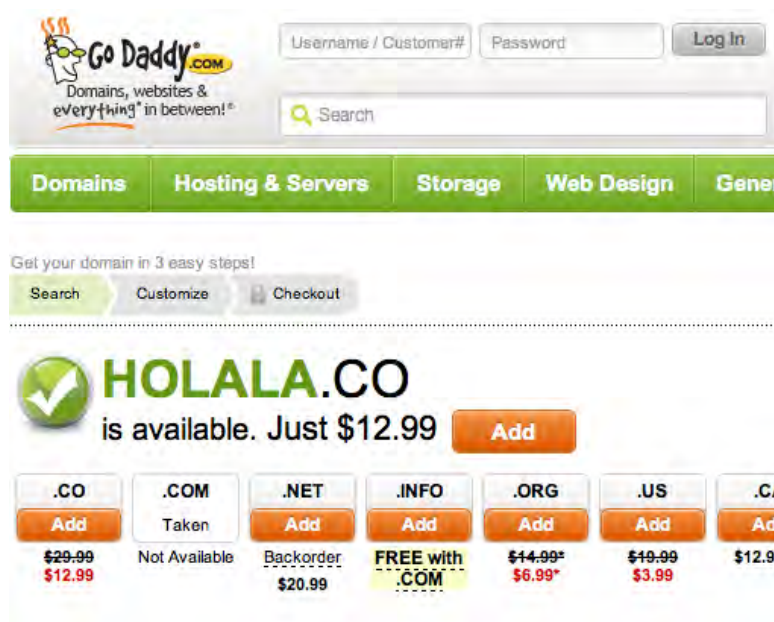 Go Daddy.COM
Domains, websites &
everything* in between!®
Username / Customer#
Password
Log In
Search
Domains
Hosting & Servers
Storage
Web Design
Get your domain in 3 easy steps!
Search
Customize
Checkout
HOLALA.CO
is available. Just $12.99
Add
.CO .COM .NET .INFO .ORG .US
Add Taken Add Add Add Add
$29.99 Not Available Backorder FREE with $14.99* $19.99
$12.99 $20.99 .COM $6.99* $3.99